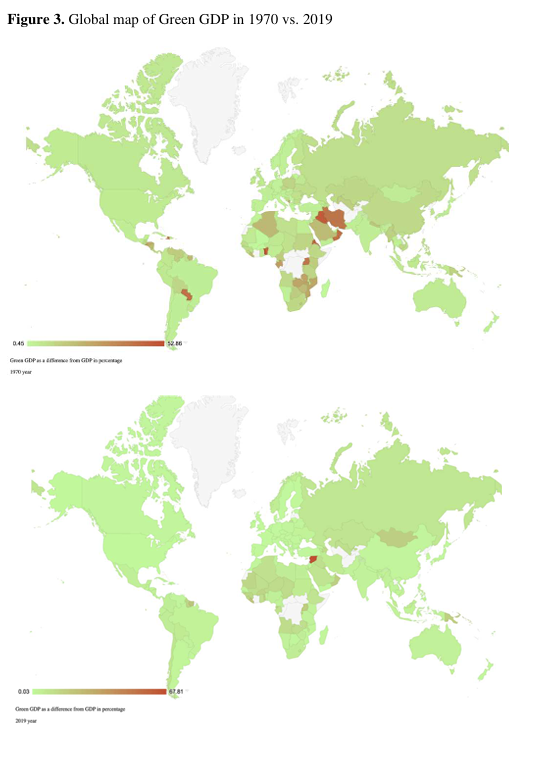 Figure 3. Global map of Green GDP in 1970 vs. 2019
0.46 52.86
Green GDP as a difference from GDP in percentage
1970 year
0.03 67.81
Green GDP as a difference from GDP in percentage
2019 year